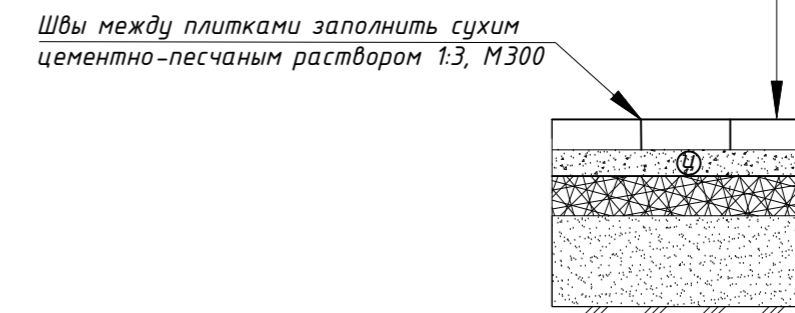 Швы между плитками заполнить сухим
цементно-песчаным раствором 1:3, М300
Ц